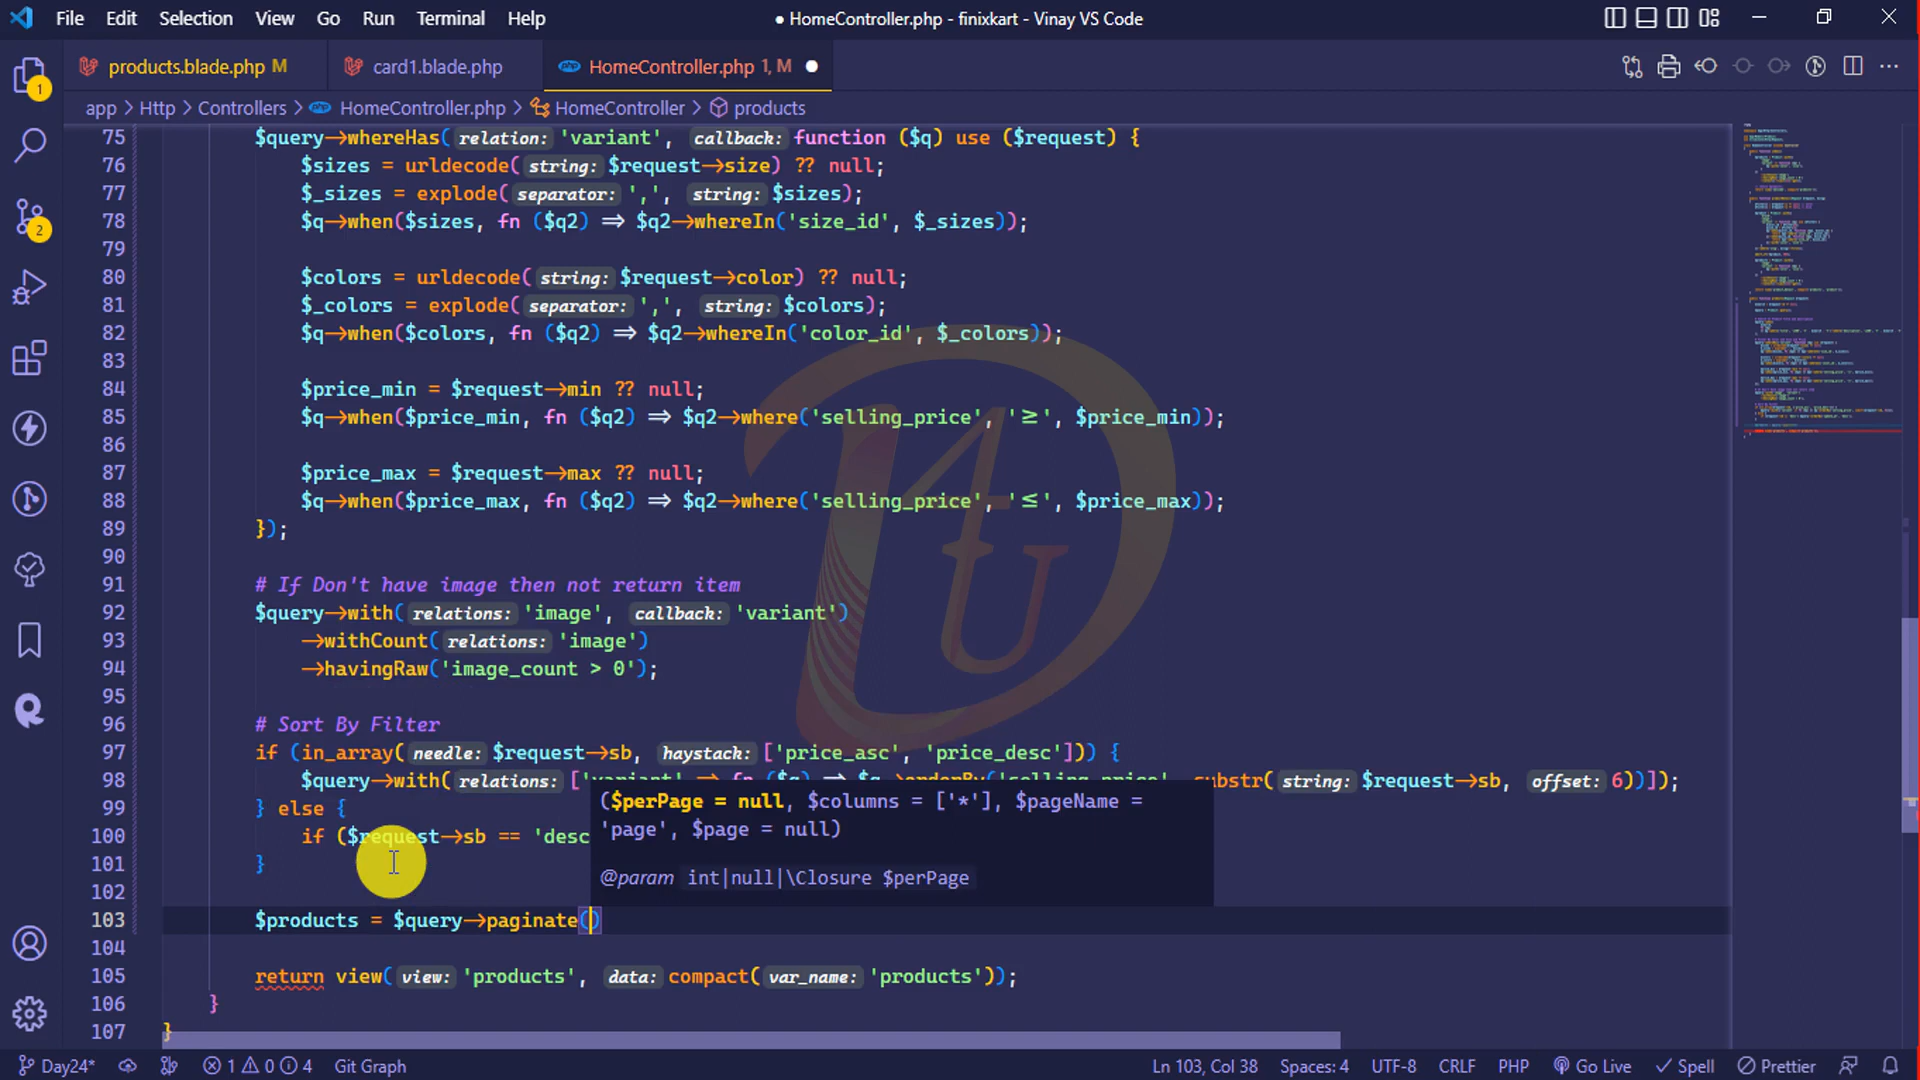 File Edit Selection View Go Run Terminal Help
● HomeController.php - finixkart - Vinay VS Code
products.blade.php M
card1.blade.php
HomeController.php 1, M ●
app > Http > Controllers > HomeController.php > HomeController > products
75 $query->whereHas( relation: 'variant', callback: function ($q) use ($request) {
76 $sizes = urldecode( string: $request->size) ?? null;
77 $_sizes = explode( separator: ',', string: $sizes);
78 $q->when($sizes, fn ($q2) => $q2->whereIn('size_id', $_sizes));
79
80 $colors = urldecode( string: $request->color) ?? null;
81 $_colors = explode( separator: ',', string: $colors);
82 $q->when($colors, fn ($q2) => $q2->whereIn('color_id', $_colors));
83
84 $price_min = $request->min ?? null;
85 $q->when($price_min, fn ($q2) => $q2->where('selling_price', '>=', $price_min));
86
87 $price_max = $request->max ?? null;
88 $q->when($price_max, fn ($q2) => $q2->where('selling_price', '<=', $price_max));
89 });
90
91 # If Don't have image then not return item
92 $query->with( relations: 'image', callback: 'variant')
93 ->withCount( relations: 'image')
94 ->havingRaw('image_count > 0');
95
96 # Sort By Filter
97 if (in_array( needle: $request->sb, haystack: ['price_asc', 'price_desc'])) {
98 $query->with( relations: ['variant' => fn ($q) => $q->orderBy('selling_price', substr( string: $request->sb, offset: 6))]);
99 } else {
100 if ($request->sb == 'desc
101 }
102
($perPage = null, $columns = ['*'], $pageName =
'page', $page = null)
@param int|null|\Closure $perPage
103 $products = $query->paginate()
104
105 return view( view: 'products', data: compact( var_name: 'products'));
106 }
107 }
1
2
D4U
Day24* 1 0 4 Git Graph
Ln 103, Col 38 Spaces: 4 UTF-8 CRLF PHP Go Live Spell Prettier